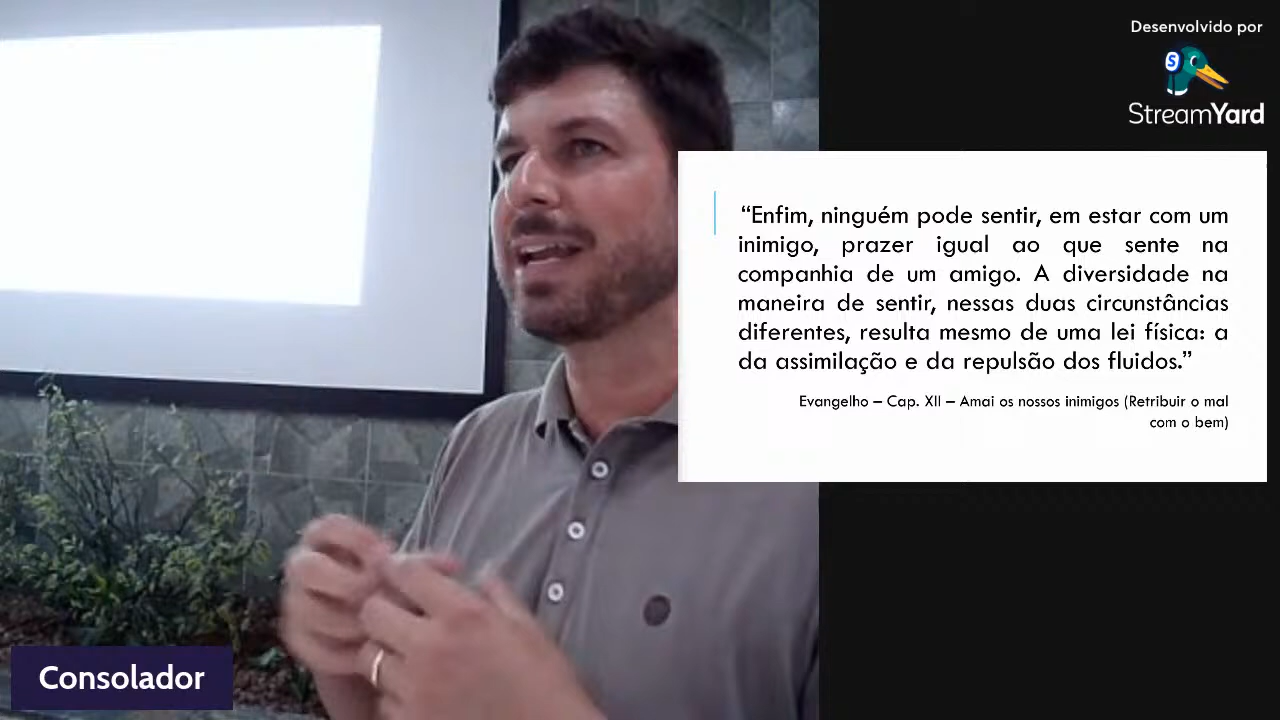 Desenvolvido por
StreamYard
“Enfim, ninguém pode sentir, em estar com um
inimigo, prazer igual ao que sente na
companhia de um amigo. A diversidade na
maneira de sentir, nessas duas circunstâncias
diferentes, resulta mesmo de uma lei física: a
da assimilação e da repulsão dos fluidos.”
Evangelho – Cap. XII – Amai os nossos inimigos (Retribuir o mal
com o bem)
Consolador